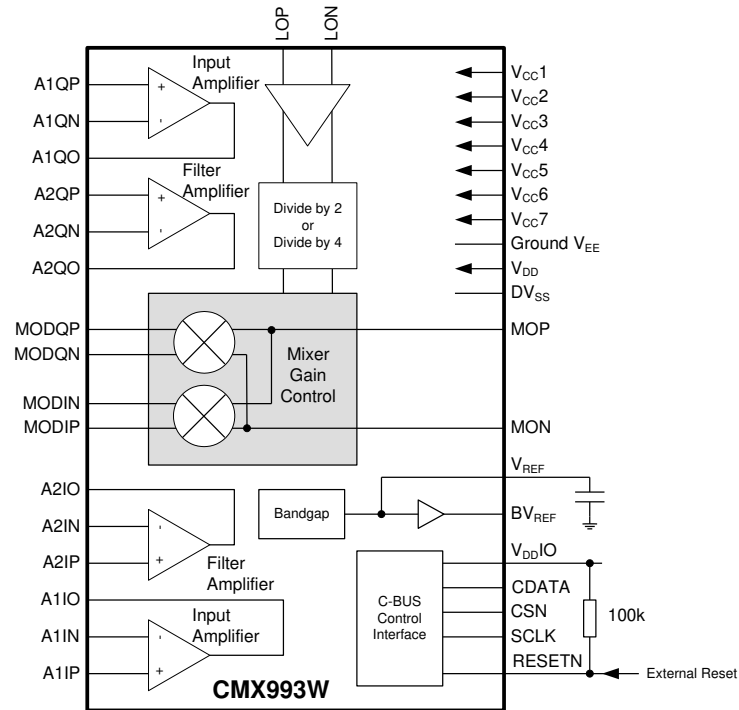 LOP
LON
Input
Amplifier
A1QP
+
A1QN
-
A1QO
Filter
Amplifier
A2QP
+
A2QN
-
A2QO
Divide by 2
or
Divide by 4
VCC1
VCC2
VCC3
VCC4
VCC5
VCC6
VCC7
Ground VEE
VDD
DVSS
MODQP
MODQN
MODIN
MODIP
Mixer
Gain
Control
MOP
MON
VREF
BVREF
Bandgap
A2IO
A2IN
-
A2IP
+
Filter
Amplifier
A1IO
Input
Amplifier
A1IN
-
A1IP
+
C-BUS
Control
Interface
VDDIO
CDATA
CSN
SCLK
RESETN
100k
External Reset
CMX993W